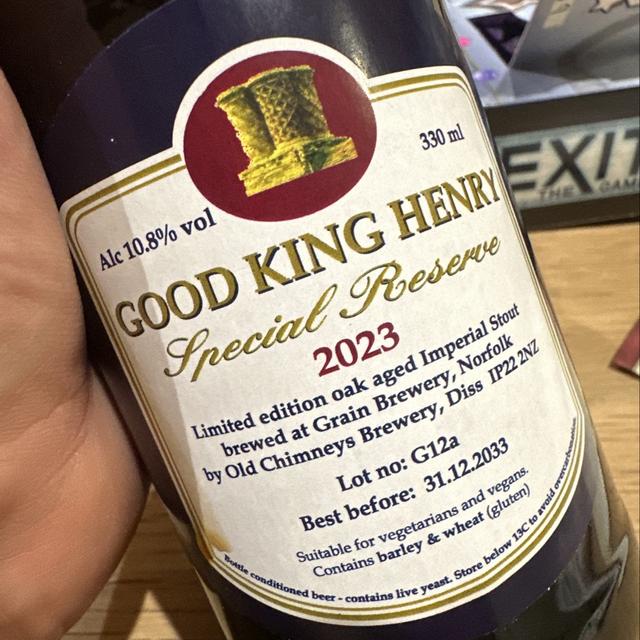 330 ml
Alc 10.8% vol
GOOD KING HENRY
Special Reserve
2023
Limited edition oak aged Imperial Stout
brewed at Grain Brewery, Norfolk
by Old Chimneys Brewery, Diss IP22 2NZ
Lot no: G12a
Best before: 31.12.2033
Suitable for vegetarians and vegans.
Contains barley & wheat (gluten)
Bottle conditioned beer - contains live yeast. Store below 13C to avoid overcarbonation.
EXIT
THE GAME